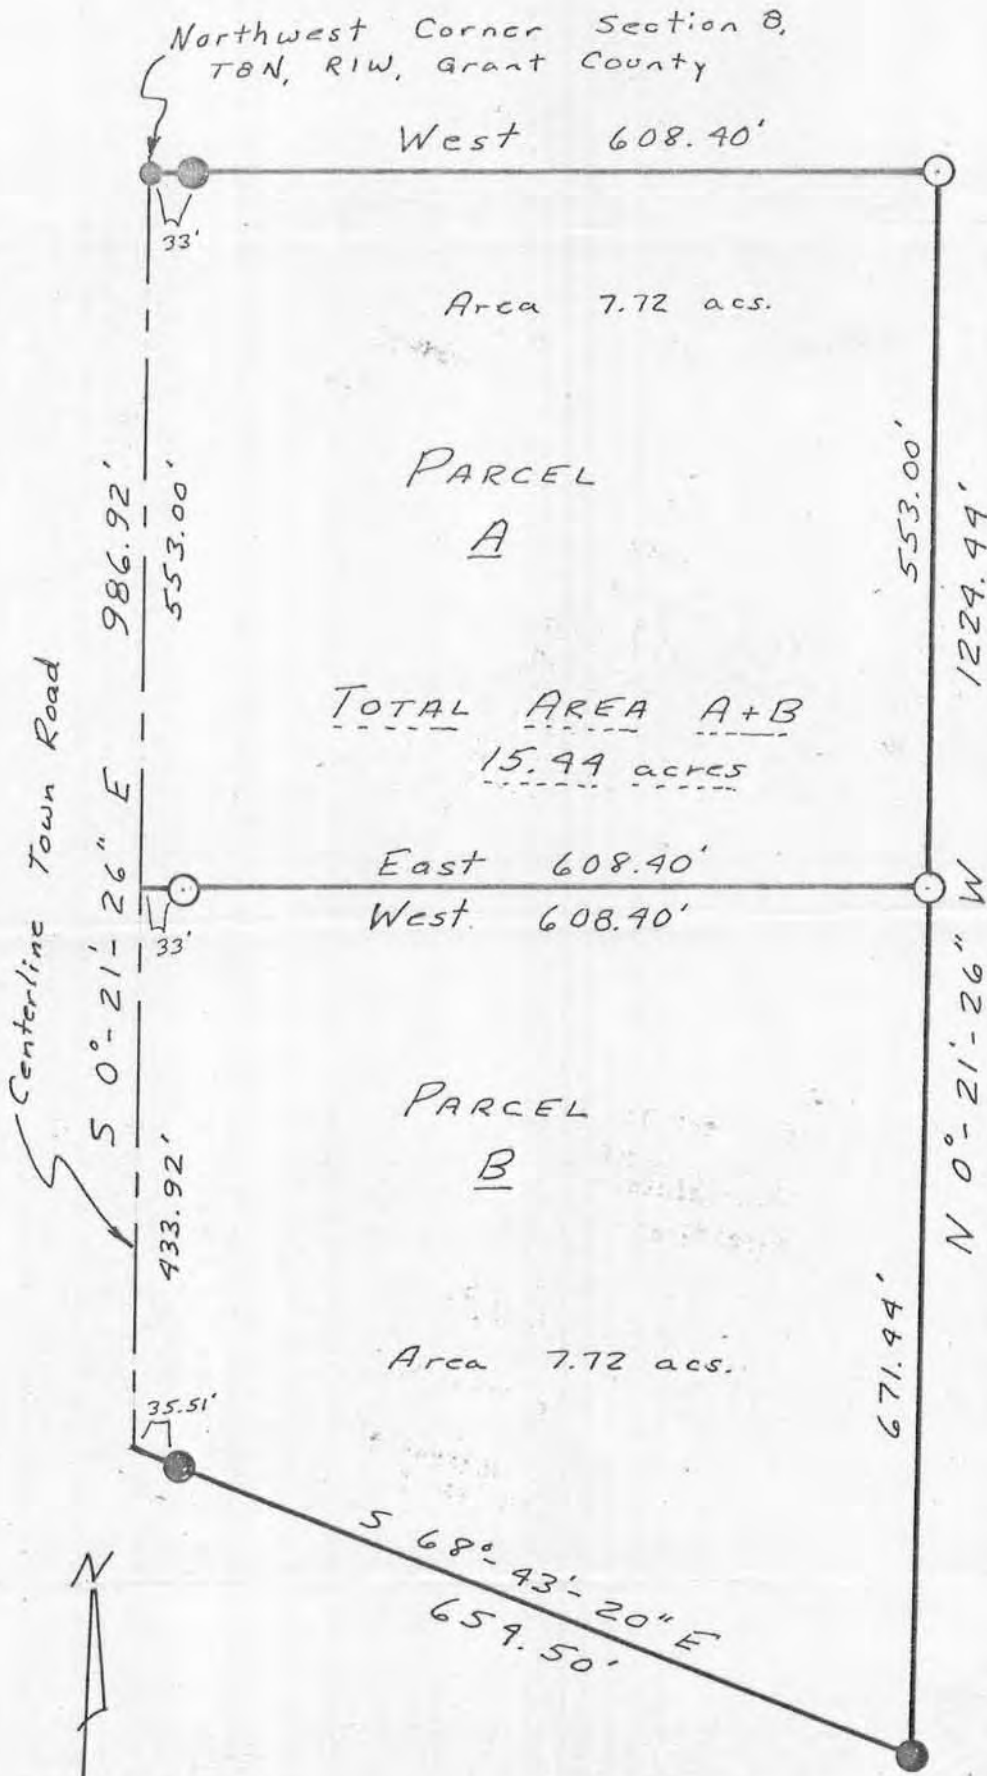 Northwest Corner Section 8,
T8N, R1W, Grant County
West 608.40'
33'
Area 7.72 acs.
PARCEL
A
986.92'
553.00'
553.00'
1224.44'
TOTAL AREA A+B
15.44 acres
Centerline Town Road
S 0°-21'-26" E
East 608.40'
West. 608.40'
33'
N 0°-21'-26" W
PARCEL
B
433.92'
671.44'
Area 7.72 acs.
35.51'
S 68°-43'-20" E
654.50'
N